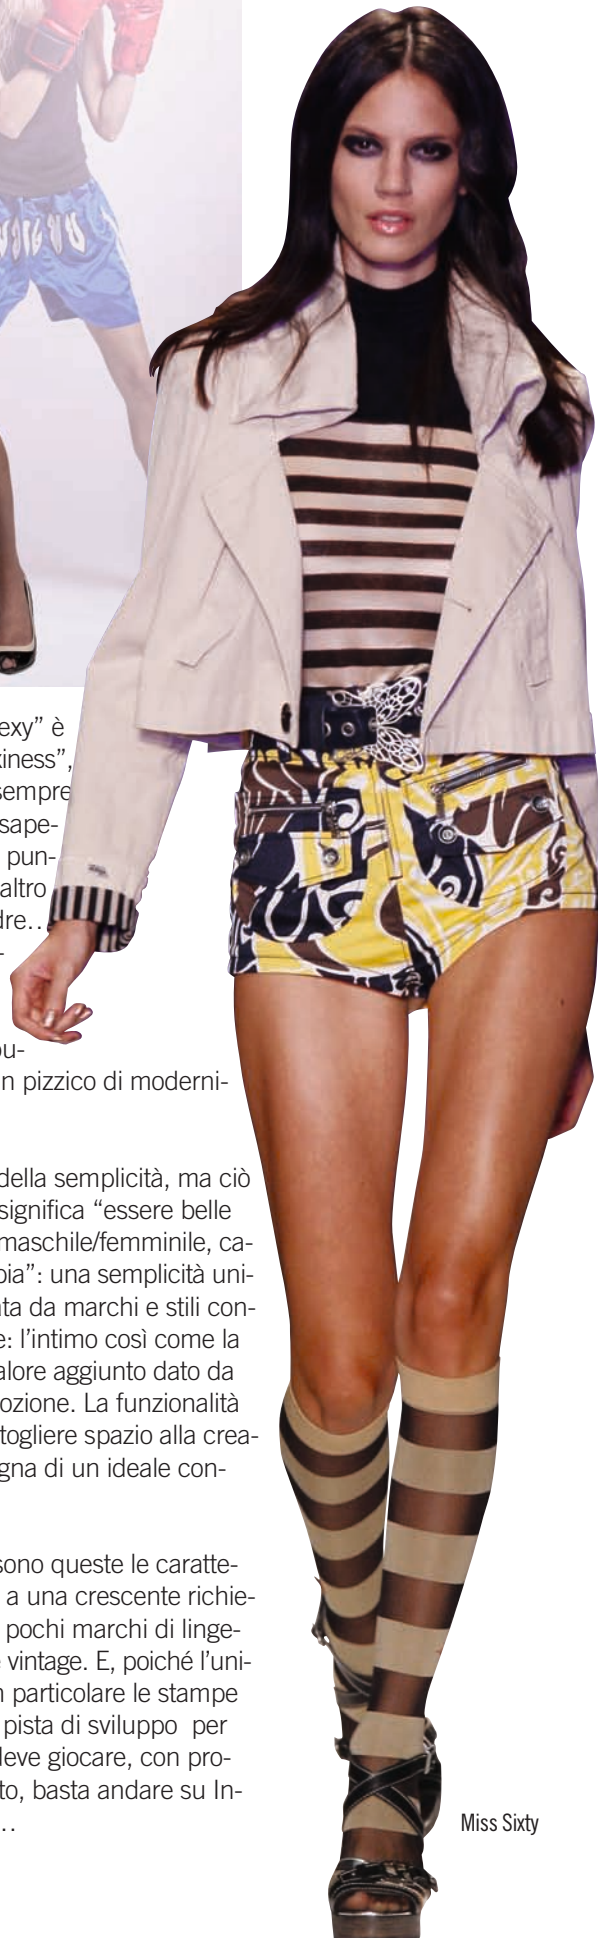 exy” è
kiness”,
sempre
sape-
pun-
altro
dre…
-
ou-
n pizzico di moderni-
della semplicità, ma ciò
significa “essere belle
maschile/femminile, ca-
bia”: una semplicità uni-
ata da marchi e stili con-
e: l’intimo così come la
alore aggiunto dato da
ozione. La funzionalità
togliere spazio alla crea-
gna di un ideale con-
sono queste le caratte-
a una crescente richie-
pochi marchi di linge-
e vintage. E, poiché l’uni-
n particolare le stampe
pista di sviluppo per
deve giocare, con pro-
to, basta andare su In-
…
Miss Sixty